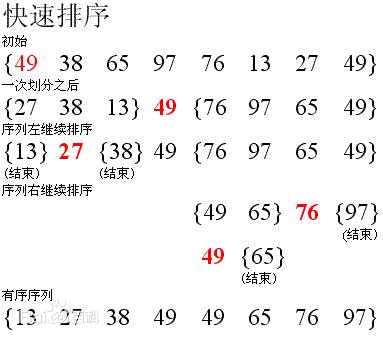 快速排序
初始
{49 38 65 97 76 13 27 49}
一次划分之后
{27 38 13} 49 {76 97 65 49}
序列左继续排序
{13} 27 {38} 49 {76 97 65 49}
(结束) (结束)
序列右继续排序
{49 65} 76 {97}
(结束)
49 {65}
(结束)
有序序列
{13 27 38 49 49 65 76 97}